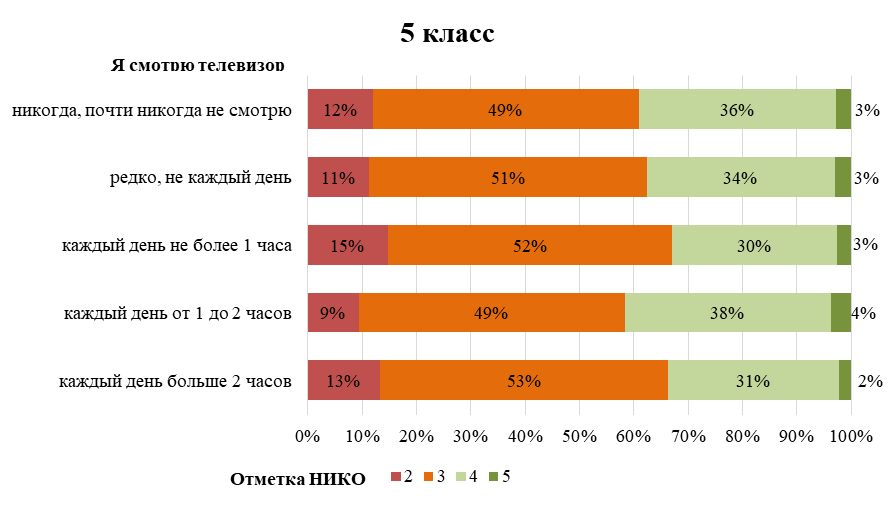 5 класс
Я смотрю телевизор
никогда, почти никогда не смотрю 12% 49% 36% 3%
редко, не каждый день 11% 51% 34% 3%
каждый день не более 1 часа 15% 52% 30% 3%
каждый день от 1 до 2 часов 9% 49% 38% 4%
каждый день больше 2 часов 13% 53% 31% 2%
0% 10% 20% 30% 40% 50% 60% 70% 80% 90% 100%
Отметка НИКО 2 3 4 5